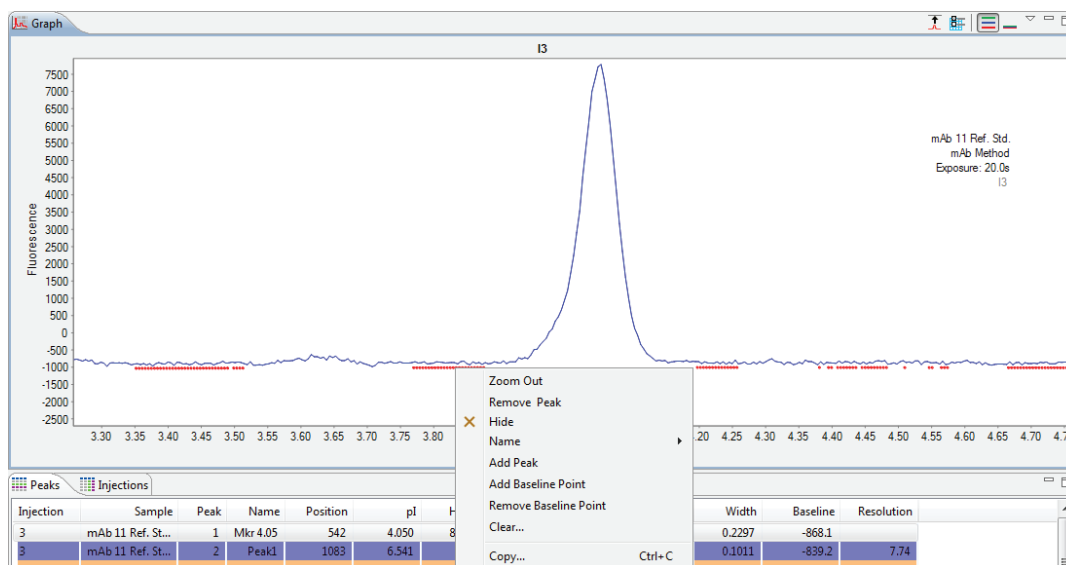 Graph
I3
7500
7000
6500
6000
5500
5000
4500
4000
3500
3000
2500
2000
1500
1000
500
0
-500
-1000
-1500
-2000
-2500
Fluorescence
mAb 11 Ref. Std.
mAb Method
Exposure: 20.0s
I3
3.30 3.35 3.40 3.45 3.50 3.55 3.60 3.65 3.70 3.75 3.80 .20 4.25 4.30 4.35 4.40 4.45 4.50 4.55 4.60 4.65 4.70 4.7
Zoom Out
Remove Peak
Hide
Name
Add Peak
Add Baseline Point
Remove Baseline Point
Clear...
Copy... Ctrl+C
Peaks Injections
Injection Sample Peak Name Position pI H Width Baseline Resolution
3 mAb 11 Ref. St... 1 Mkr 4.05 542 4.050 8 0.2297 -868.1
3 mAb 11 Ref. St... 2 Peak1 1083 6.541 0.1011 -839.2 7.74